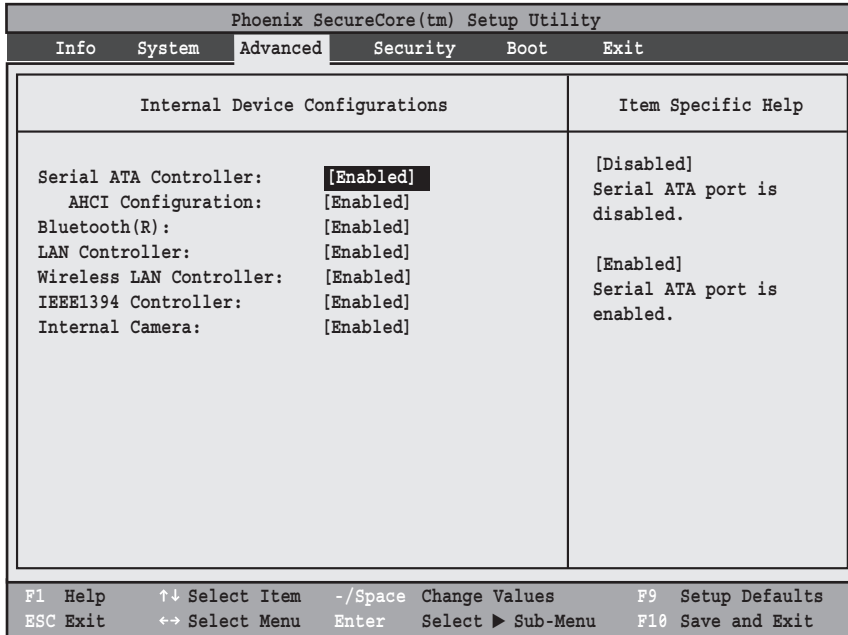 Phoenix SecureCore(tm) Setup Utility
Info System Advanced Security Boot Exit
Internal Device Configurations
Serial ATA Controller: [Enabled]
AHCI Configuration: [Enabled]
Bluetooth(R): [Enabled]
LAN Controller: [Enabled]
Wireless LAN Controller: [Enabled]
IEEE1394 Controller: [Enabled]
Internal Camera: [Enabled]
Item Specific Help
[Disabled]
Serial ATA port is
disabled.
[Enabled]
Serial ATA port is
enabled.
F1 Help ↑↓ Select Item -/Space Change Values F9 Setup Defaults
ESC Exit ←→ Select Menu Enter Select ▶ Sub-Menu F10 Save and Exit